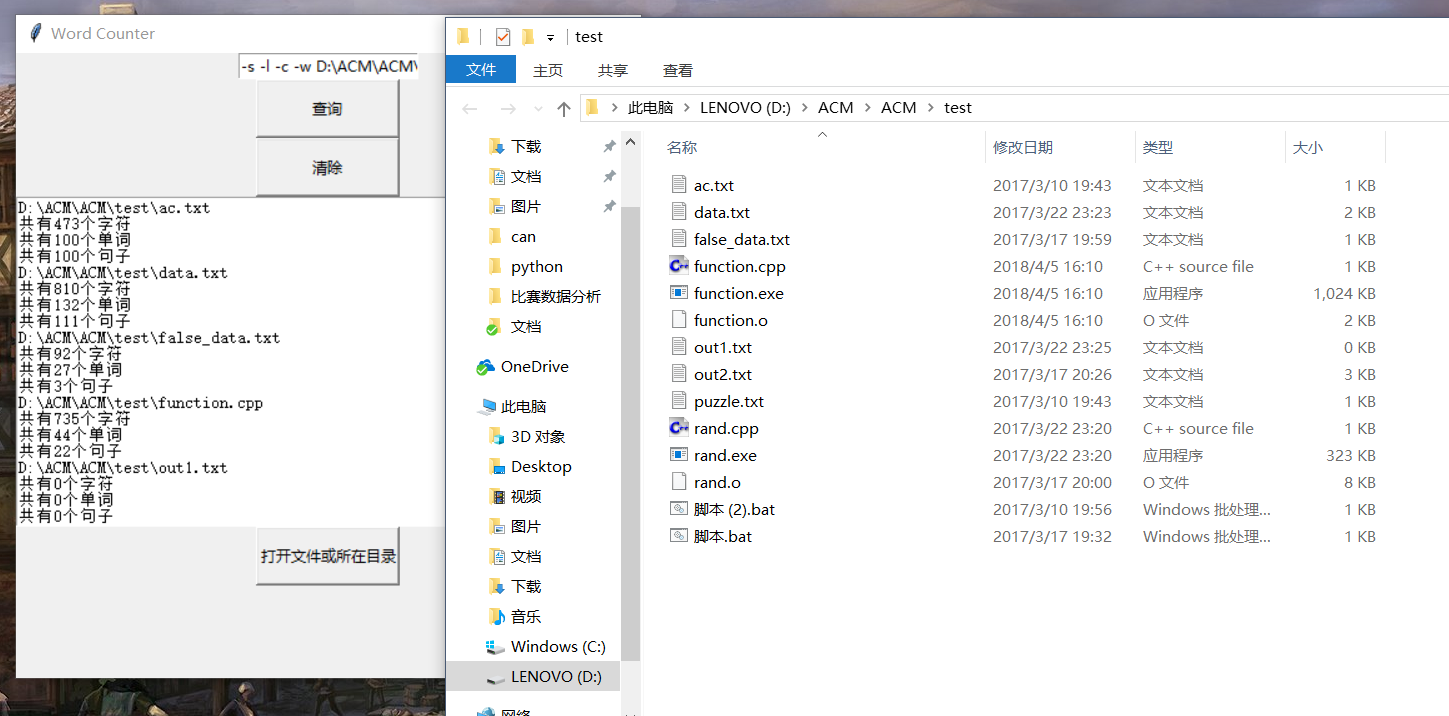 Word Counter
-s -l -c -w D:\ACM\ACM\
查询
清除
D:\ACM\ACM\test\ac.txt
共有473个字符
共有100个单词
共有100个句子
D:\ACM\ACM\test\data.txt
共有810个字符
共有132个单词
共有111个句子
D:\ACM\ACM\test\false_data.txt
共有92个字符
共有27个单词
共有3个句子
D:\ACM\ACM\test\function.cpp
共有735个字符
共有44个单词
共有22个句子
D:\ACM\ACM\test\out1.txt
共有0个字符
共有0个单词
共有0个句子
打开文件或所在目录
test
文件 主页 共享 查看
此电脑 LENOVO (D:) ACM ACM test
下载
文档
图片
can
python
比赛数据分析
文档
OneDrive
此电脑
3D 对象
Desktop
视频
图片
文档
下载
音乐
Windows (C:)
LENOVO (D:)
网络
名称 修改日期 类型 大小
ac.txt 2017/3/10 19:43 文本文档 1 KB
data.txt 2017/3/22 23:23 文本文档 2 KB
false_data.txt 2017/3/17 19:59 文本文档 1 KB
function.cpp 2018/4/5 16:10 C++ source file 1 KB
function.exe 2018/4/5 16:10 应用程序 1,024 KB
function.o 2018/4/5 16:10 O 文件 2 KB
out1.txt 2017/3/22 23:25 文本文档 0 KB
out2.txt 2017/3/17 20:26 文本文档 3 KB
puzzle.txt 2017/3/10 19:43 文本文档 1 KB
rand.cpp 2017/3/22 23:20 C++ source file 1 KB
rand.exe 2017/3/22 23:20 应用程序 323 KB
rand.o 2017/3/17 20:00 O 文件 8 KB
脚本 (2).bat 2017/3/10 19:56 Windows 批处理... 1 KB
脚本.bat 2017/3/17 19:32 Windows 批处理... 1 KB